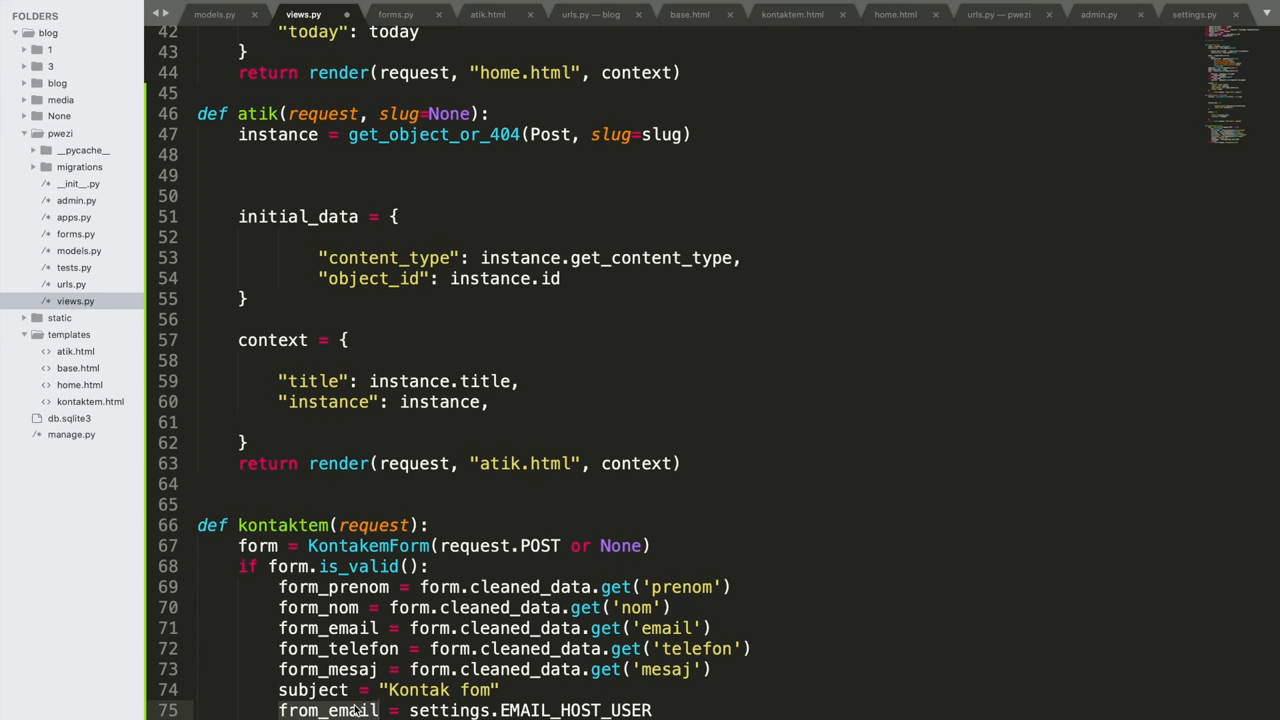 FOLDERS
blog
1
3
blog
media
None
pwezi
__pycache__
migrations
/* __init__.py
/* admin.py
/* apps.py
/* forms.py
/* models.py
/* tests.py
/* urls.py
/* views.py
static
templates
<> atik.html
<> base.html
<> home.html
<> kontaktem.html
db.sqlite3
manage.py
models.py
views.py
forms.py
atik.html
urls.py — blog
base.html
kontaktem.html
home.html
urls.py — pwezi
admin.py
settings.py
42 "today": today
43 }
44 return render(request, "home.html", context)
45
46 def atik(request, slug=None):
47 instance = get_object_or_404(Post, slug=slug)
48
49
50
51 initial_data = {
52
53 "content_type": instance.get_content_type,
54 "object_id": instance.id
55 }
56
57 context = {
58
59 "title": instance.title,
60 "instance": instance,
61
62 }
63 return render(request, "atik.html", context)
64
65
66 def kontaktem(request):
67 form = KontakemForm(request.POST or None)
68 if form.is_valid():
69 form_prenom = form.cleaned_data.get('prenom')
70 form_nom = form.cleaned_data.get('nom')
71 form_email = form.cleaned_data.get('email')
72 form_telefon = form.cleaned_data.get('telefon')
73 form_mesaj = form.cleaned_data.get('mesaj')
74 subject = "Kontak fom"
75 from_email = settings.EMAIL_HOST_USER